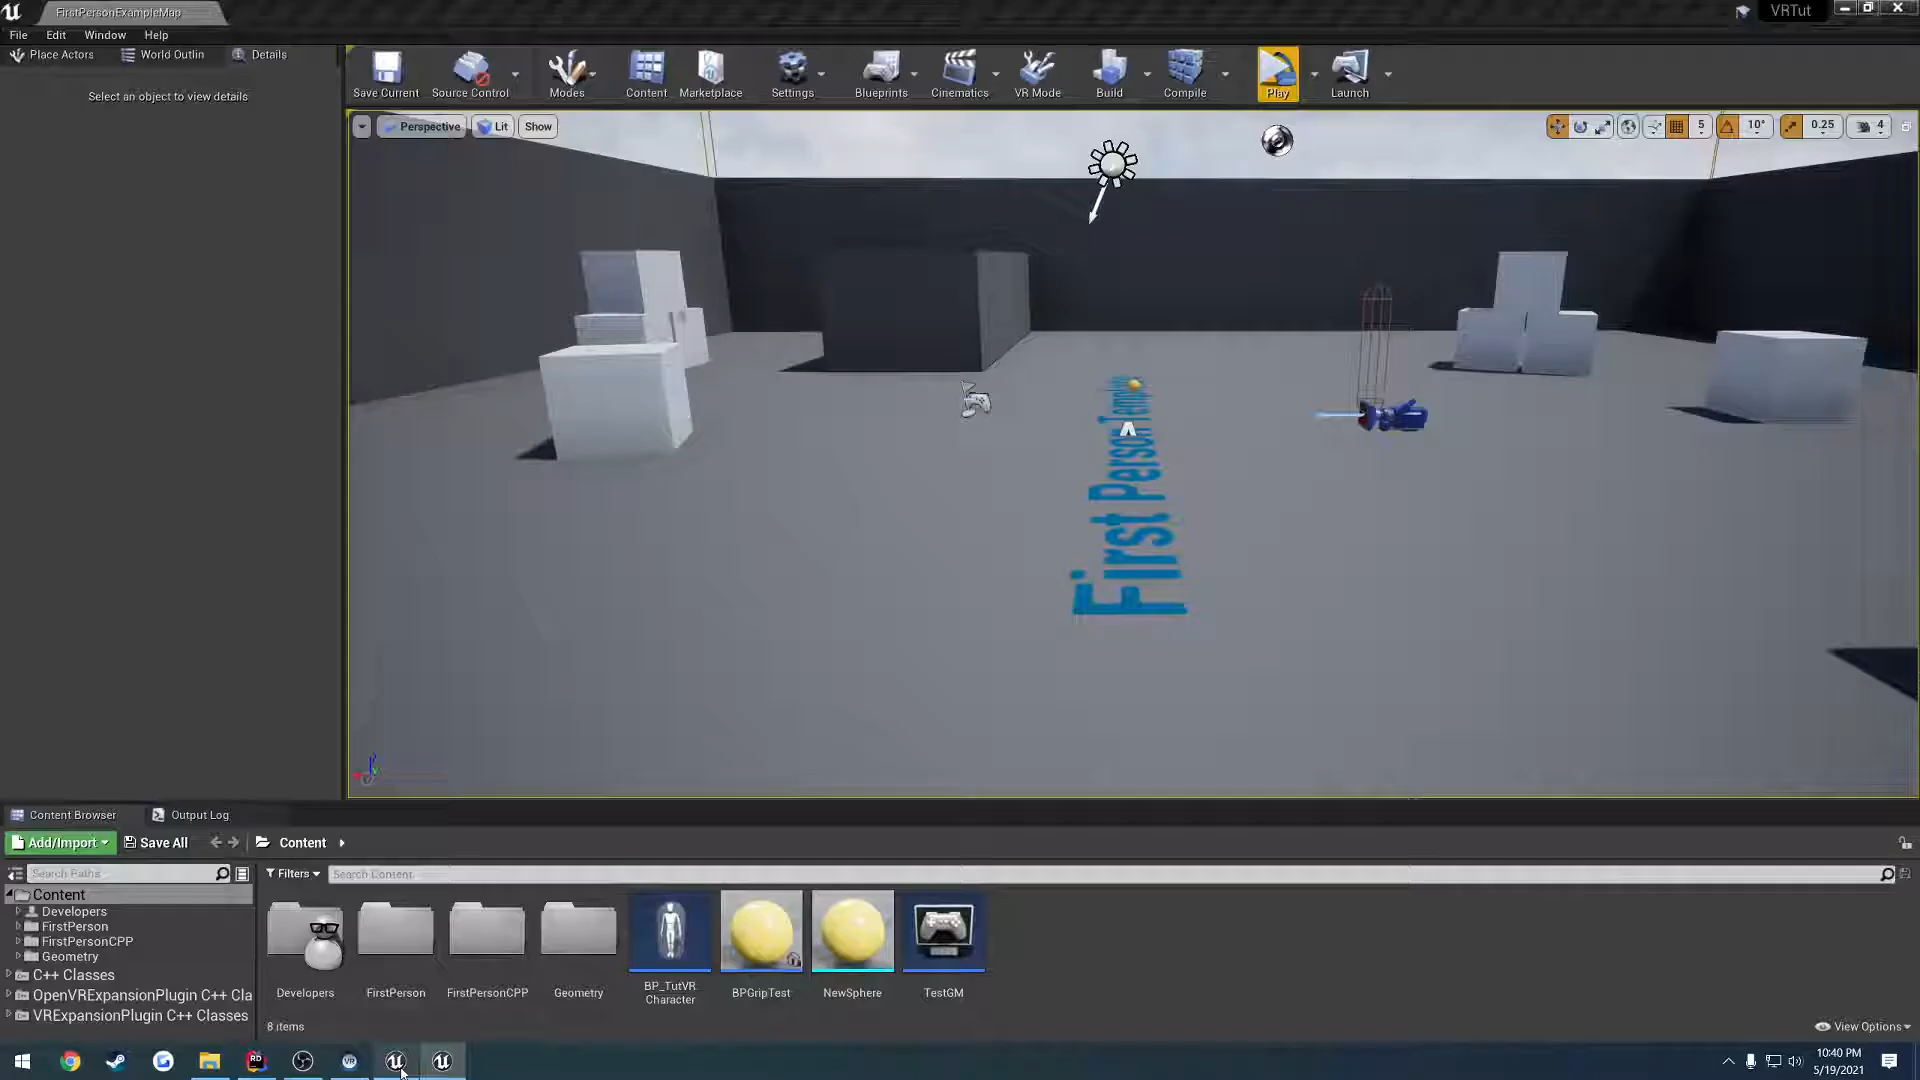 FirstPersonExampleMap
VRTut
File Edit Window Help
Place Actors World Outlin Details
Select an object to view details
Save Current Source Control Modes Content Marketplace Settings Blueprints Cinematics VR Mode Build Compile Play Launch
Perspective Lit Show
5 10° 0.25 4
First PersonTemplate
Content Browser Output Log
Add/Import Save All Content
Search Paths
Filters Search Content
Content
Developers
FirstPerson
FirstPersonCPP
Geometry
C++ Classes
OpenVRExpansionPlugin C++ Cla
VRExpansionPlugin C++ Classes
Developers FirstPerson FirstPersonCPP Geometry BP_TutVR
Character BPGripTest NewSphere TestGM
8 items
View Options
RD
VR
10:40 PM
5/19/2021